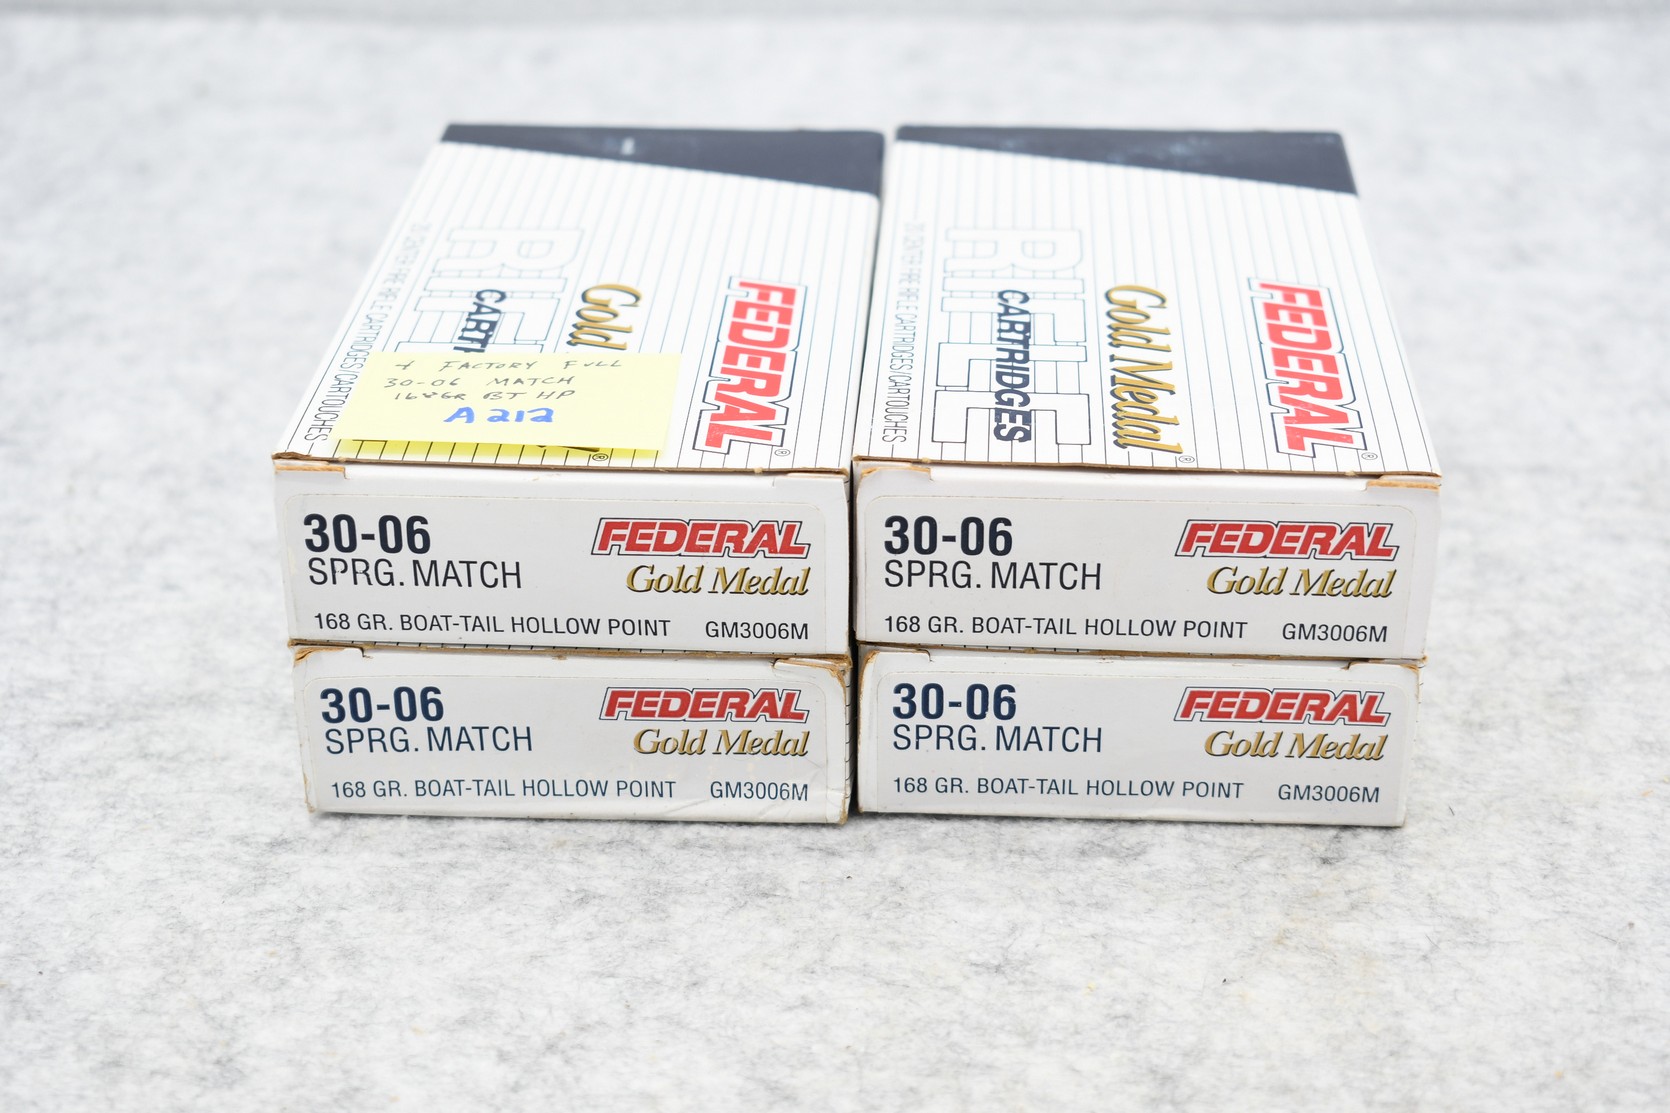 20 CENTER FIRE RIFLE CARTRIDGES/CARTOUCHES
RIFLE
CARTRI
Gold
®
FEDERAL
4 FACTORY FULL
30-06 MATCH
168GR BT HP
A212
20 CENTER FIRE RIFLE CARTRIDGES/CARTOUCHES
RIFLE
CARTRIDGES
Gold Medal®
FEDERAL®
30-06
SPRG. MATCH
FEDERAL
Gold Medal
168 GR. BOAT-TAIL HOLLOW POINT GM3006M
30-06
SPRG. MATCH
FEDERAL
Gold Medal
168 GR. BOAT-TAIL HOLLOW POINT GM3006M
30-06
SPRG. MATCH
FEDERAL
Gold Medal
168 GR. BOAT-TAIL HOLLOW POINT GM3006M
30-06
SPRG. MATCH
FEDERAL
Gold Medal
168 GR. BOAT-TAIL HOLLOW POINT GM3006M